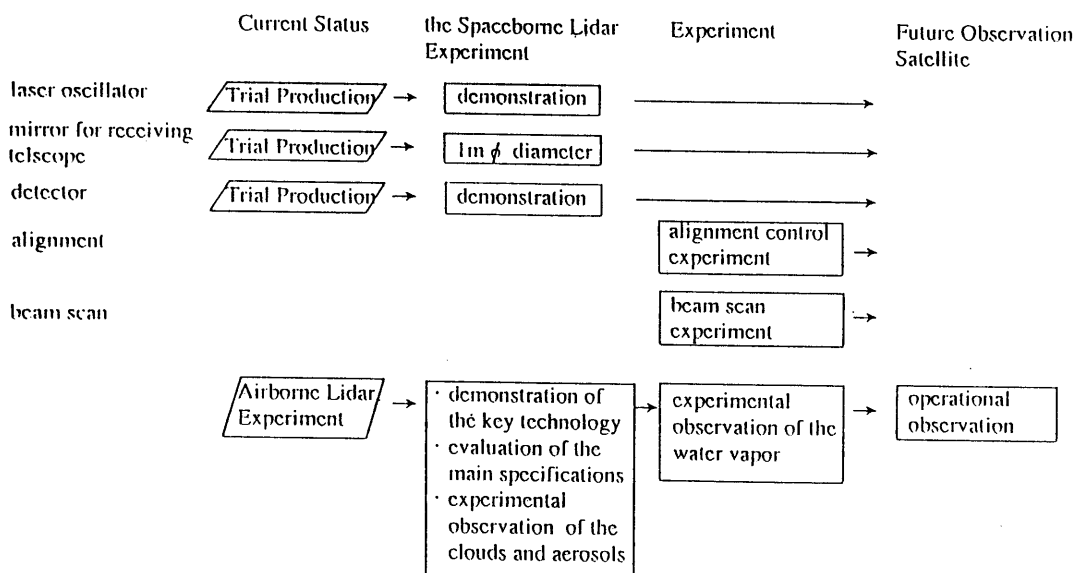 Current Status
the Spaceborne Lidar
Experiment
Experiment
Future Observation
Satellite
laser oscillator
Trial Production
demonstration
mirror for receiving
telscope
Trial Production
1m ϕ diameter
detector
Trial Production
demonstration
alignment
alignment control
experiment
beam scan
beam scan
experiment
Airborne Lidar
Experiment
· demonstration of
the key technology
· evaluation of the
main specifications
· experimental
observation of the
clouds and aerosols
experimental
observation of the
water vapor
operational
observation